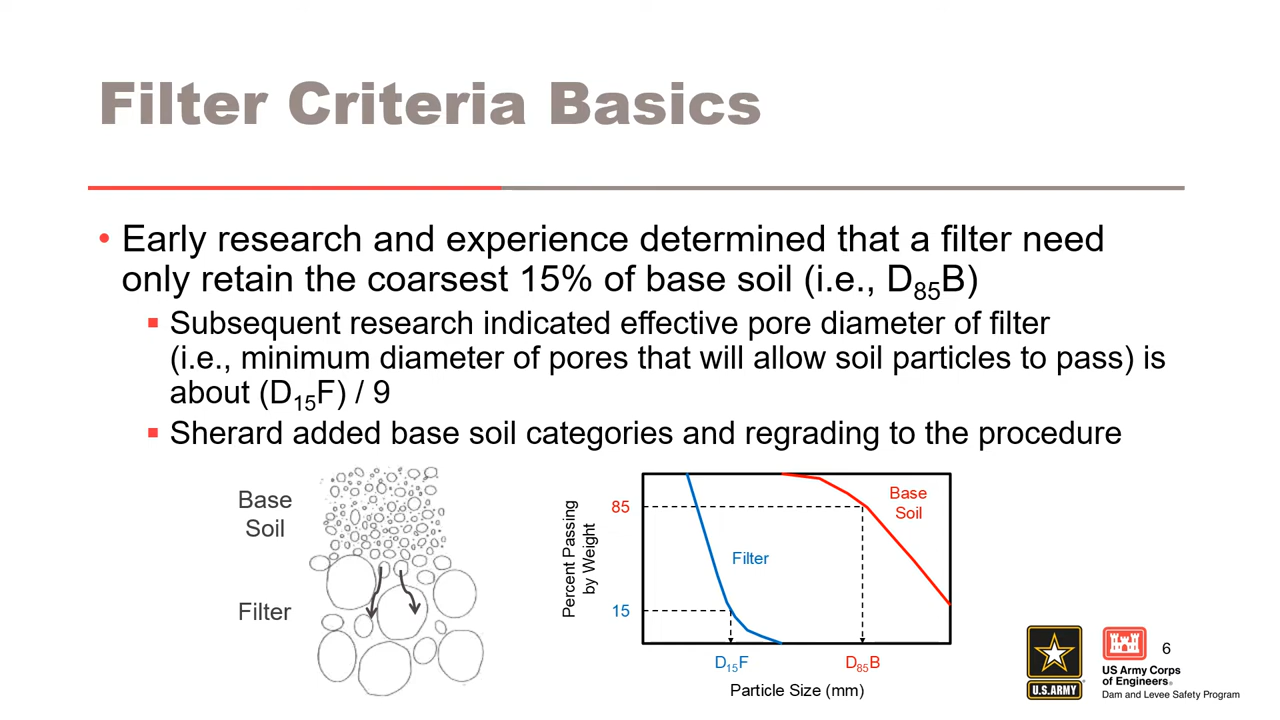 Filter Criteria Basics
• Early research and experience determined that a filter need
only retain the coarsest 15% of base soil (i.e., D₈₅B)
▪ Subsequent research indicated effective pore diameter of filter
(i.e., minimum diameter of pores that will allow soil particles to pass) is
about (D₁₅F) / 9
▪ Sherard added base soil categories and regrading to the procedure
Base
Soil
Filter
Percent Passing
by Weight
85
15
Base
Soil
Filter
D₁₅F
D₈₅B
Particle Size (mm)
U.S.ARMY
US Army Corps
of Engineers®
Dam and Levee Safety Program
6